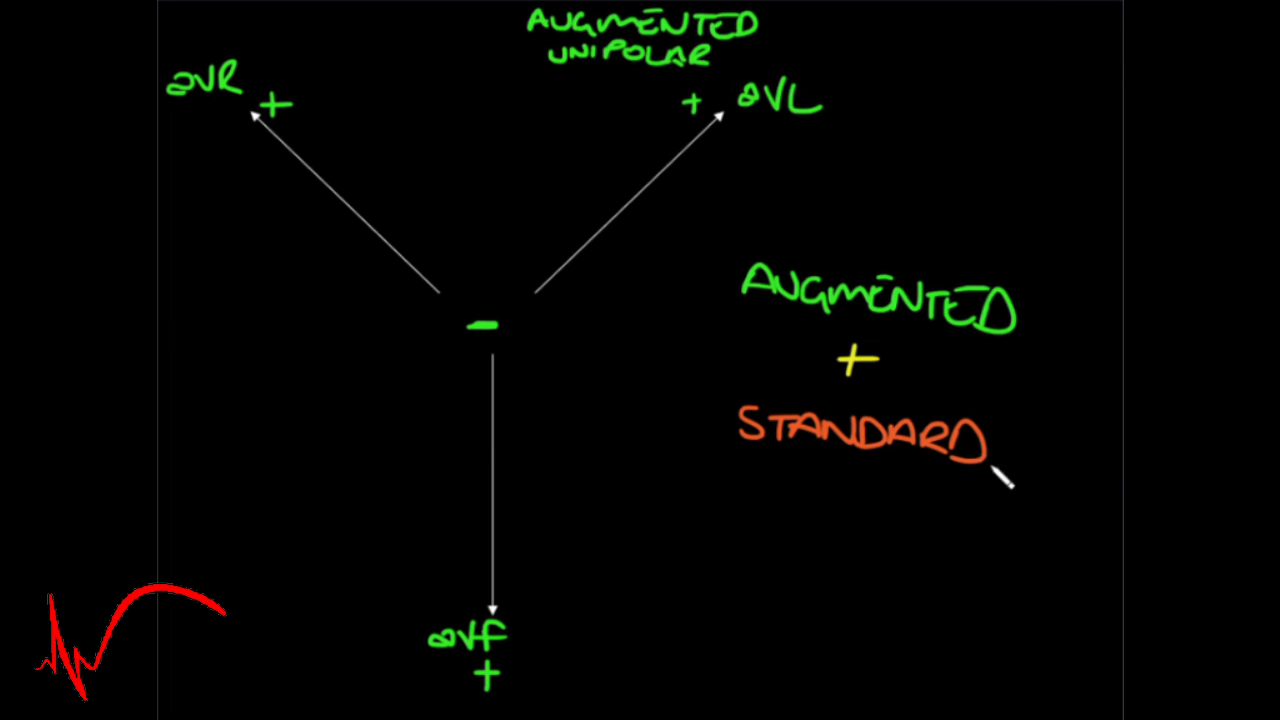 AUGMENTED
UNIPOLAR
aVR +
+ aVL
-
AUGMENTED
+
STANDARD
aVf
+